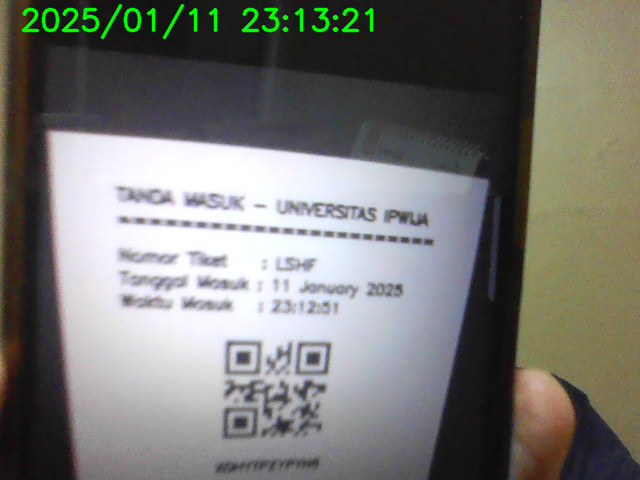 2025/01/11 23:13:21
TANDA MASUK - UNIVERSITAS IPWIJA
Nomor Tiket : LSHF
Tanggal Masuk : 11 January 2025
Waktu Masuk : 23:12:51